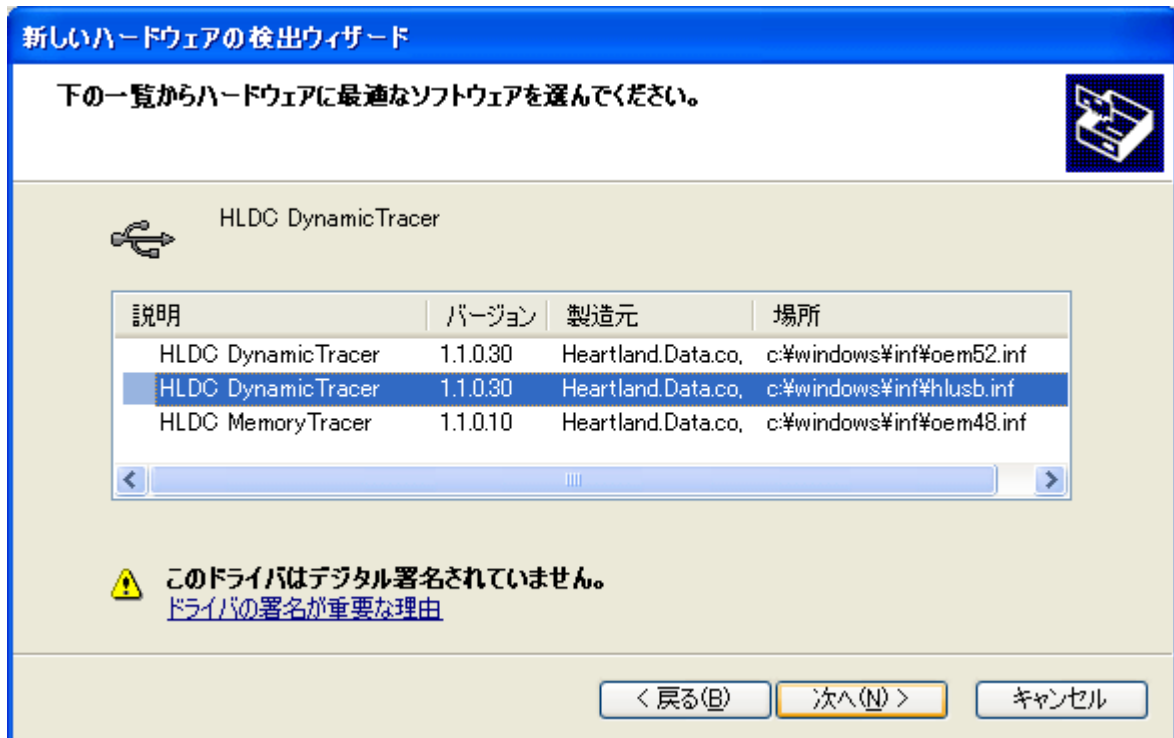 新しいハードウェアの検出ウィザード
下の一覧からハードウェアに最適なソフトウェアを選んでください。
HLDC DynamicTracer
説明 バージョン 製造元 場所
HLDC DynamicTracer 1.1.0.30 Heartland.Data.co, c:¥windows¥inf¥oem52.inf
HLDC DynamicTracer 1.1.0.30 Heartland.Data.co, c:¥windows¥inf¥hlusb.inf
HLDC MemoryTracer 1.1.0.10 Heartland.Data.co, c:¥windows¥inf¥oem48.inf
このドライバはデジタル署名されていません。
ドライバの署名が重要な理由
< 戻る(B) 次へ(N) > キャンセル